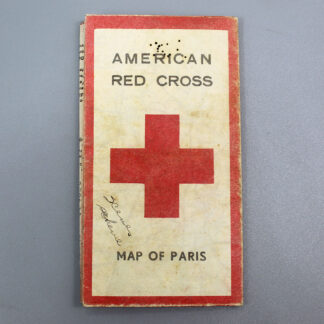 AMERICAN
RED CROSS
MAP OF PARIS